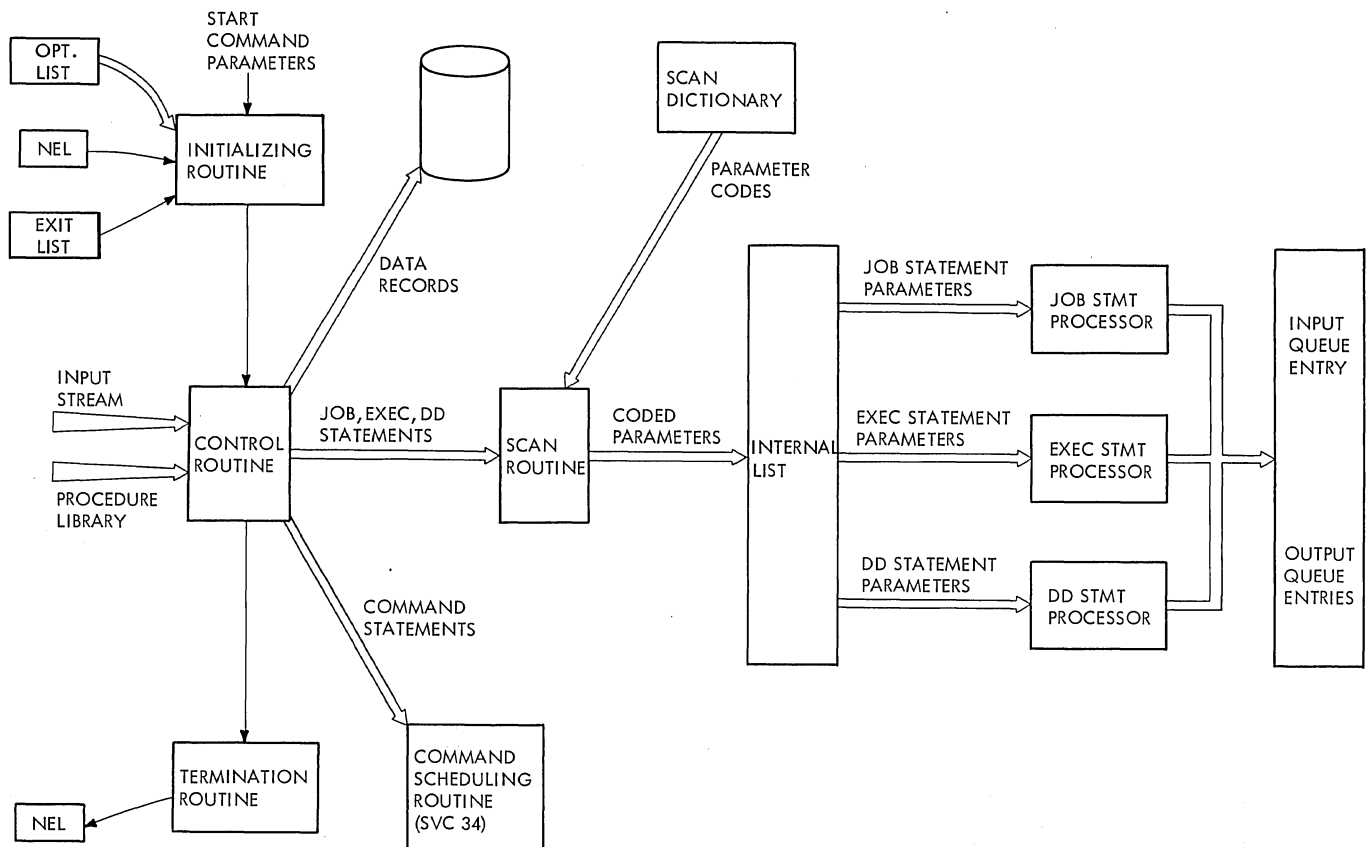 START
COMMAND
PARAMETERS
OPT.
LIST
NEL
EXIT
LIST
INITIALIZING
ROUTINE
SCAN
DICTIONARY
PARAMETER
CODES
DATA
RECORDS
INPUT
STREAM
PROCEDURE
LIBRARY
CONTROL
ROUTINE
JOB, EXEC, DD
STATEMENTS
SCAN
ROUTINE
CODED
PARAMETERS
INTERNAL
LIST
JOB STATEMENT
PARAMETERS
JOB STMT
PROCESSOR
EXEC STATEMENT
PARAMETERS
EXEC STMT
PROCESSOR
DD STATEMENT
PARAMETERS
DD STMT
PROCESSOR
INPUT
QUEUE
ENTRY
OUTPUT
QUEUE
ENTRIES
COMMAND
STATEMENTS
COMMAND
SCHEDULING
ROUTINE
(SVC 34)
TERMINATION
ROUTINE
NEL